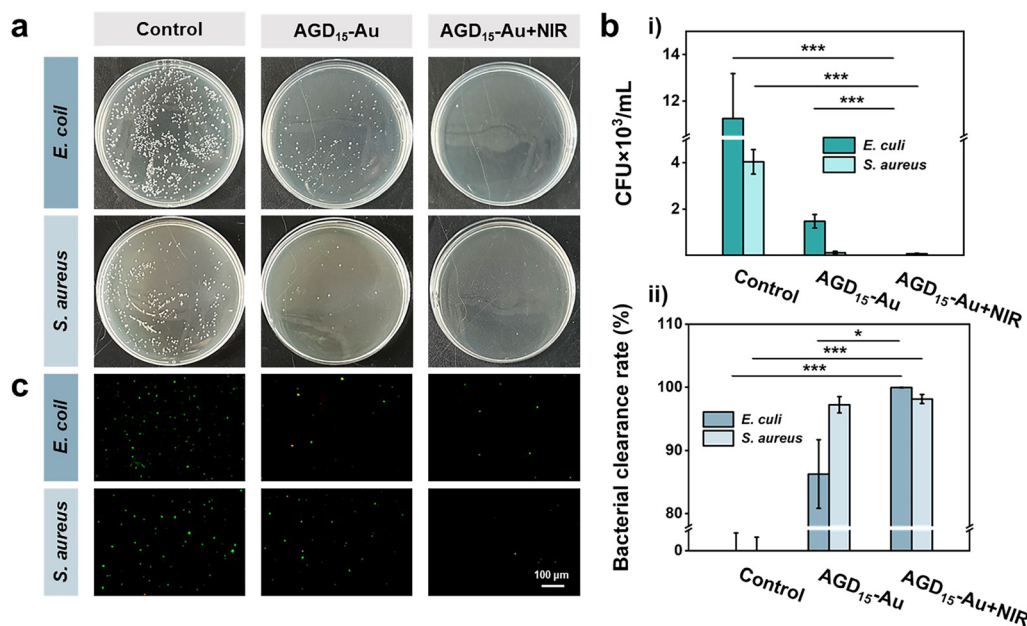 a
Control
AGD₁₅-Au
AGD₁₅-Au+NIR
E. coil
S. aureus
c
E. coil
S. aureus
100 µm
b
i)
14
12
4
2
CFU×10³/mL
***
***
***
E. culi
S. aureus
Control
AGD₁₅-Au
AGD₁₅-Au+NIR
ii)
110
100
90
80
0
Bacterial clearance rate (%)
*
***
***
E. culi
S. aureus
Control
AGD₁₅-Au
AGD₁₅-Au+NIR